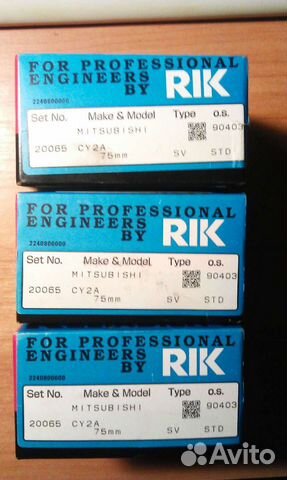 FOR PROFESSIONAL
ENGINEERS
BY RIK
2240800000
Set No. Make & Model Type o.s.
MITSUBISHI 90403
20065 CY2A
75mm SV STD
FOR PROFESSIONAL
ENGINEERS
BY RIK
2240800000
Set No. Make & Model Type o.s.
MITSUBISHI 90403
20065 CY2A
75mm SV STD
FOR PROFESSIONAL
ENGINEERS
BY RIK
2240800000
Set No. Make & Model Type o.s.
MITSUBISHI 90403
20065 CY2A
75mm SV STD
Avito